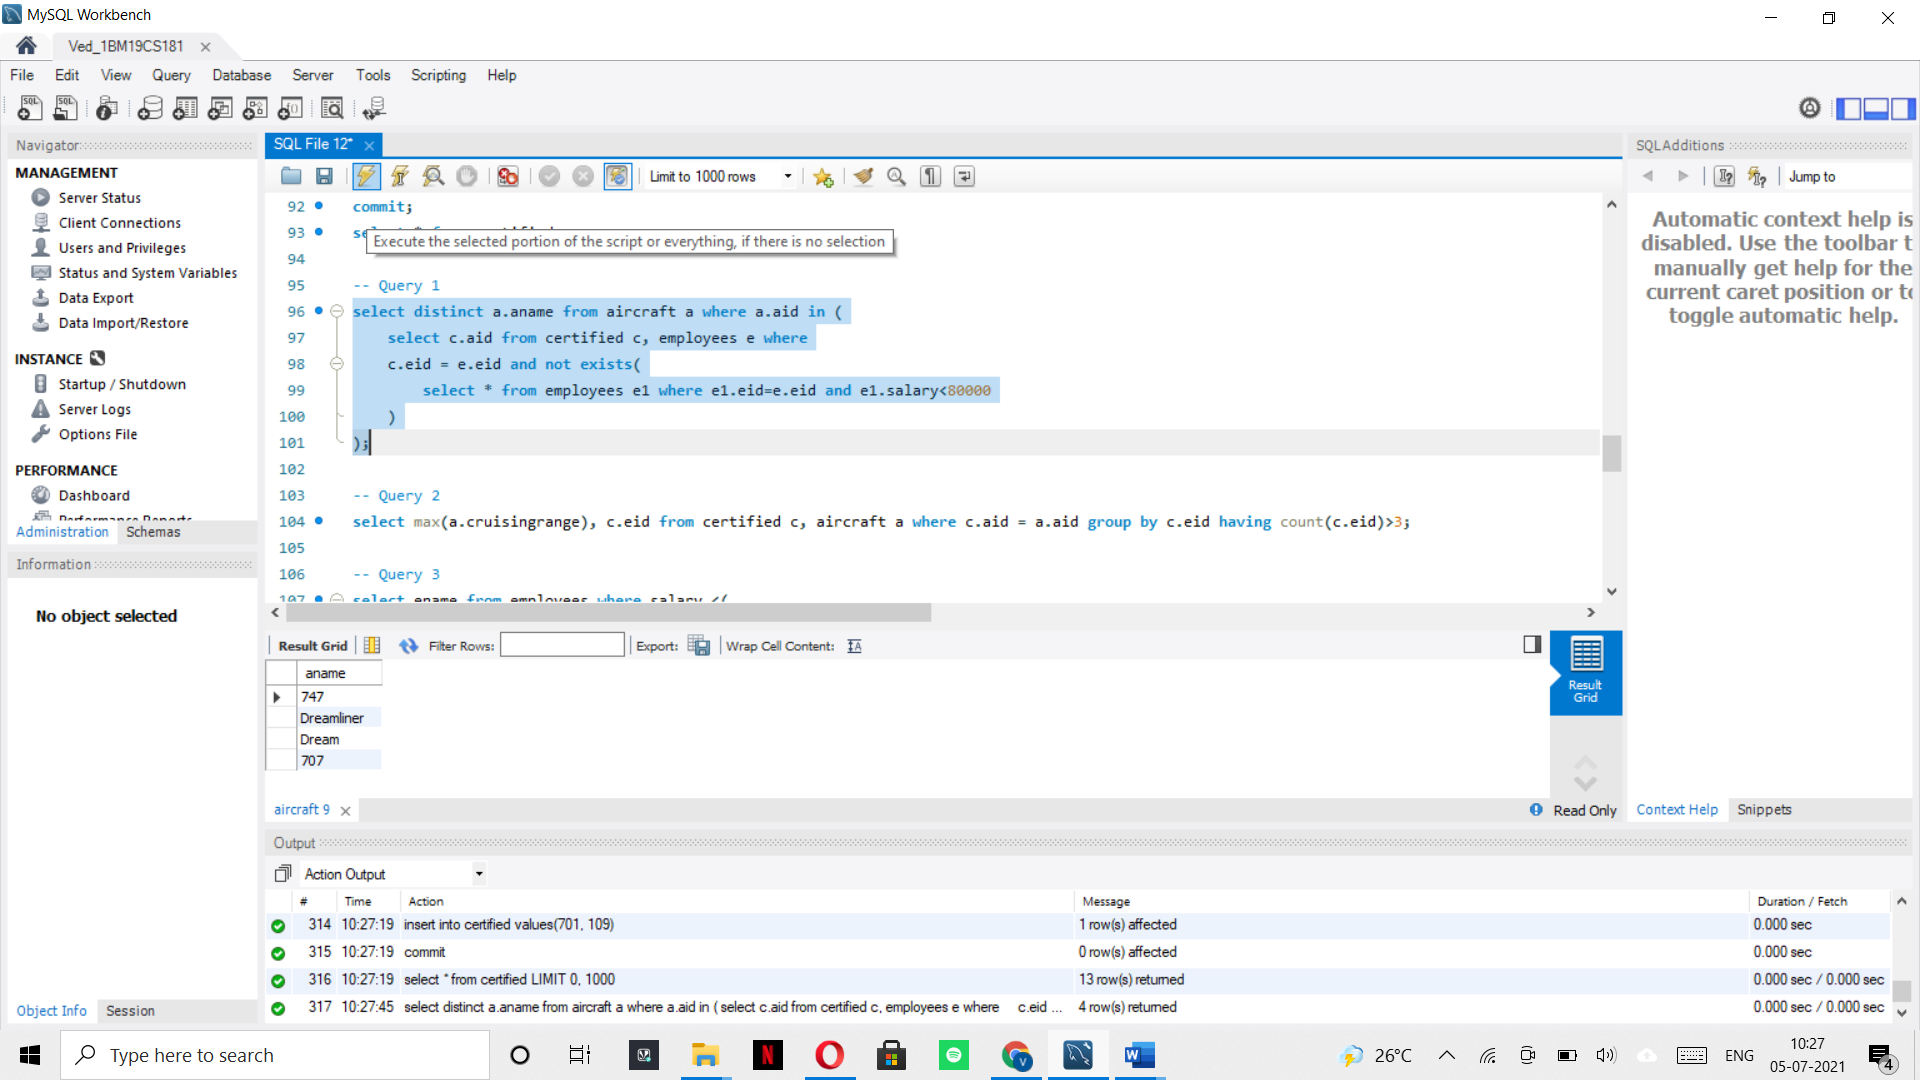 MySQL Workbench
Ved_1BM19CS181
File Edit View Query Database Server Tools Scripting Help
Navigator
MANAGEMENT
Server Status
Client Connections
Users and Privileges
Status and System Variables
Data Export
Data Import/Restore
INSTANCE
Startup / Shutdown
Server Logs
Options File
PERFORMANCE
Dashboard
Performance Reports
Administration Schemas
Information
No object selected
Object Info Session
SQL File 12*
Limit to 1000 rows
92 commit;
93
Execute the selected portion of the script or everything, if there is no selection
94
95 -- Query 1
96 select distinct a.aname from aircraft a where a.aid in (
97 select c.aid from certified c, employees e where
98 c.eid = e.eid and not exists(
99 select * from employees e1 where e1.eid=e.eid and e1.salary<80000
100 )
101 );
102
103 -- Query 2
104 select max(a.cruisingrange), c.eid from certified c, aircraft a where c.aid = a.aid group by c.eid having count(c.eid)>3;
105
106 -- Query 3
107 select ename from employees where salary <(
Result Grid Filter Rows: Export: Wrap Cell Content:
aname
747
Dreamliner
Dream
707
Result
Grid
aircraft 9
Read Only
SQLAdditions
Jump to
Automatic context help is
disabled. Use the toolbar t
manually get help for the
current caret position or to
toggle automatic help.
Context Help Snippets
Output
Action Output
# Time Action Message Duration / Fetch
314 10:27:19 insert into certified values(701, 109) 1 row(s) affected 0.000 sec
315 10:27:19 commit 0 row(s) affected 0.000 sec
316 10:27:19 select * from certified LIMIT 0, 1000 13 row(s) returned 0.000 sec / 0.000 sec
317 10:27:45 select distinct a.aname from aircraft a where a.aid in ( select c.aid from certified c, employees e where c.eid ... 4 row(s) returned 0.000 sec / 0.000 sec
Type here to search
26°C
ENG
10:27
05-07-2021
4